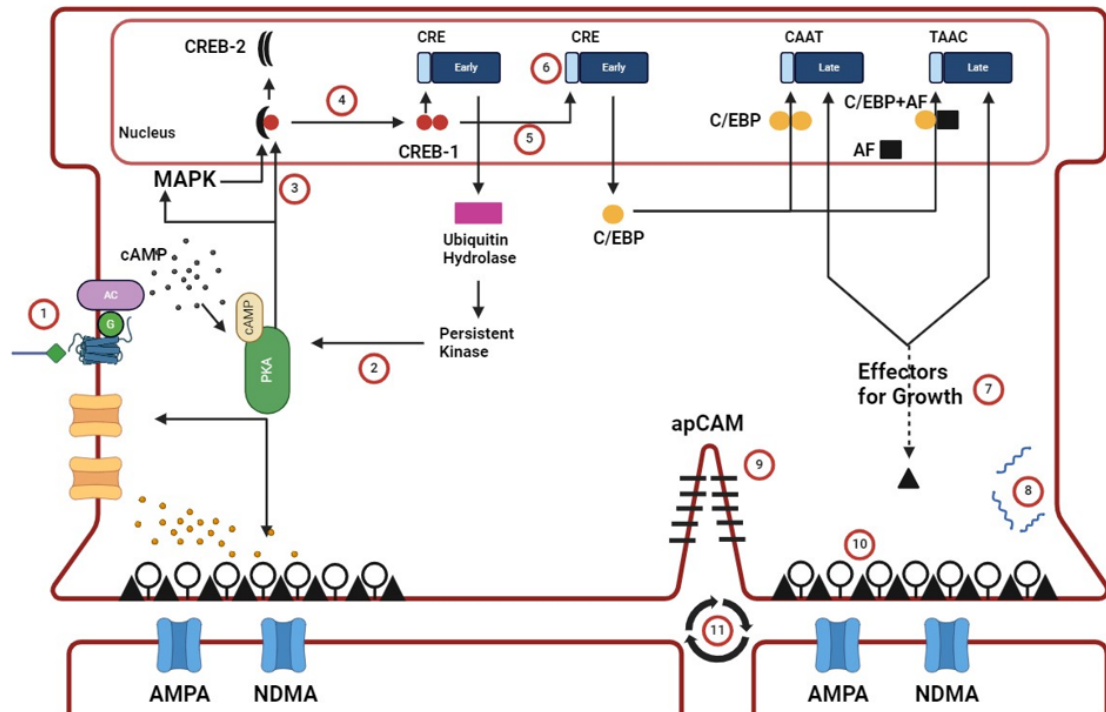 CREB-2
CRE
CRE
CAAT
TAAC
Early
6
Early
Late
Late
4
C/EBP+AF
Nucleus
C/EBP
5
CREB-1
AF
MAPK
3
C/EBP
Ubiquitin
Hydrolase
cAMP
AC
1
G
cAMP
Persistent
Kinase
2
PKA
Effectors
for Growth
7
apCAM
9
8
10
11
AMPA
NDMA
AMPA
NDMA